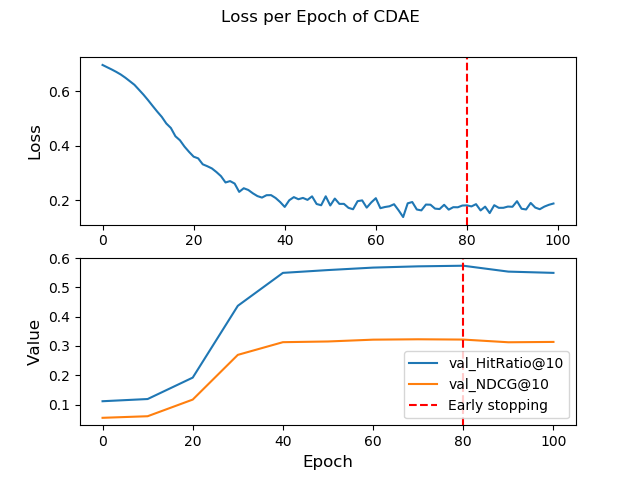 Loss per Epoch of CDAE
Loss
0.6
0.4
0.2
0 20 40 60 80 100
Value
0.6
0.5
0.4
0.3
0.2
0.1
val_HitRatio@10
val_NDCG@10
Early stopping
0 20 40 60 80 100
Epoch